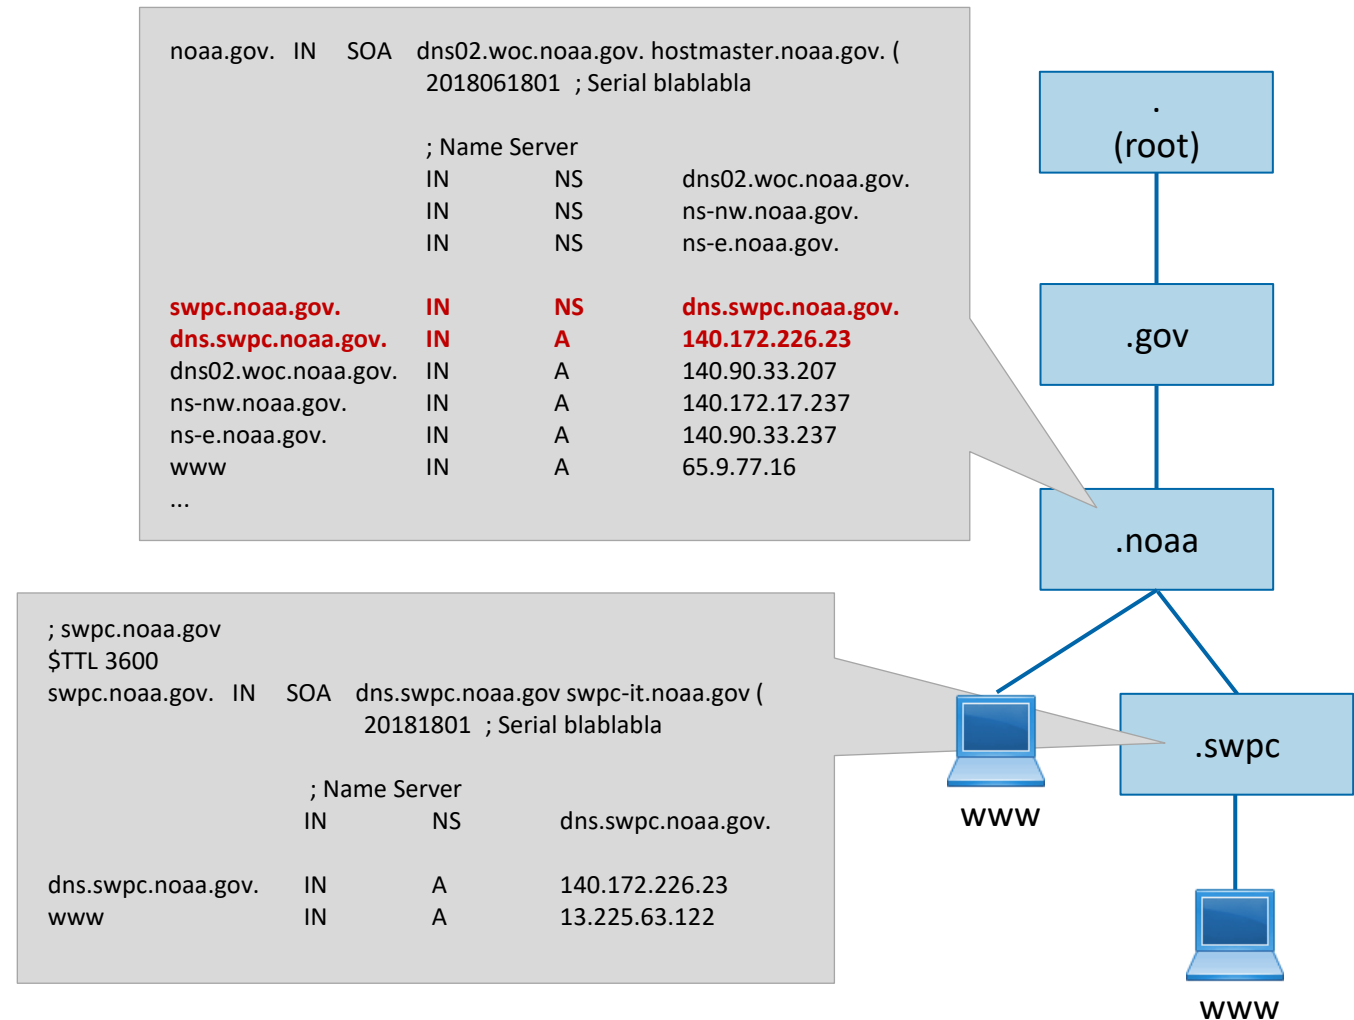 noaa.gov. IN SOA dns02.woc.noaa.gov. hostmaster.noaa.gov. (
2018061801 ; Serial blablabla
; Name Server
IN NS dns02.woc.noaa.gov.
IN NS ns-nw.noaa.gov.
IN NS ns-e.noaa.gov.
swpc.noaa.gov. IN NS dns.swpc.noaa.gov.
dns.swpc.noaa.gov. IN A 140.172.226.23
dns02.woc.noaa.gov. IN A 140.90.33.207
ns-nw.noaa.gov. IN A 140.172.17.237
ns-e.noaa.gov. IN A 140.90.33.237
www IN A 65.9.77.16
...
.
(root)
.gov
.noaa
; swpc.noaa.gov
$TTL 3600
swpc.noaa.gov. IN SOA dns.swpc.noaa.gov swpc-it.noaa.gov (
20181801 ; Serial blablabla
; Name Server
IN NS dns.swpc.noaa.gov.
dns.swpc.noaa.gov. IN A 140.172.226.23
www IN A 13.225.63.122
.swpc
www
www